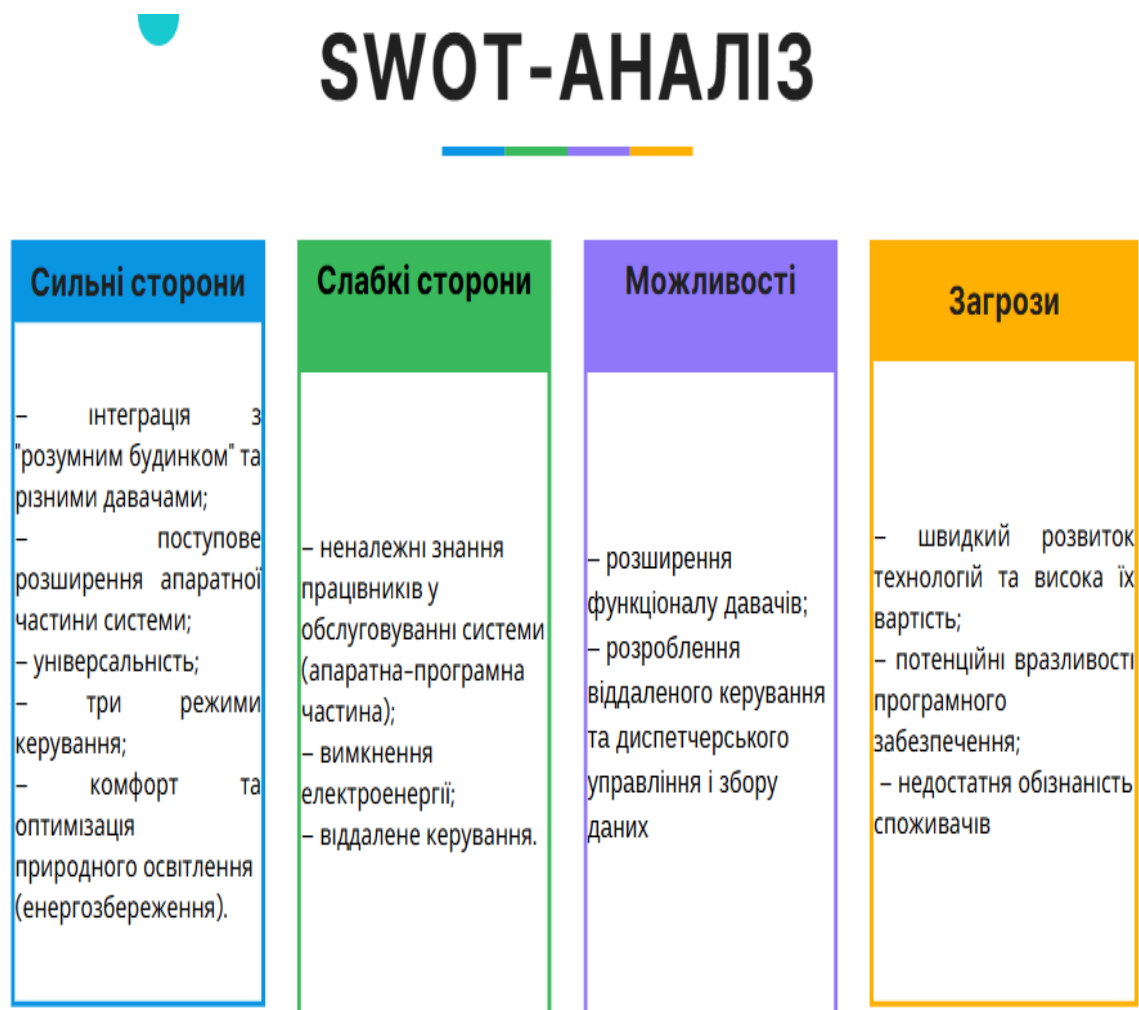 SWOT-АНАЛІЗ
Сильні сторони
– інтеграція з
"розумним будинком" та
різними давачами;
– поступове
розширення апаратної
частини системи;
– універсальність;
– три режими
керування;
– комфорт та
оптимізація
природного освітлення
(енергозбереження).
Слабкі сторони
– неналежні знання
працівників у
обслуговуванні системи
(апаратна-програмна
частина);
– вимкнення
електроенергії;
– віддалене керування.
Можливості
– розширення
функціоналу давачів;
– розроблення
віддаленого керування
та диспетчерського
управління і збору
даних
Загрози
– швидкий розвиток
технологій та висока їх
вартість;
– потенційні вразливості
програмного
забезпечення;
– недостатня обізнаність
споживачів